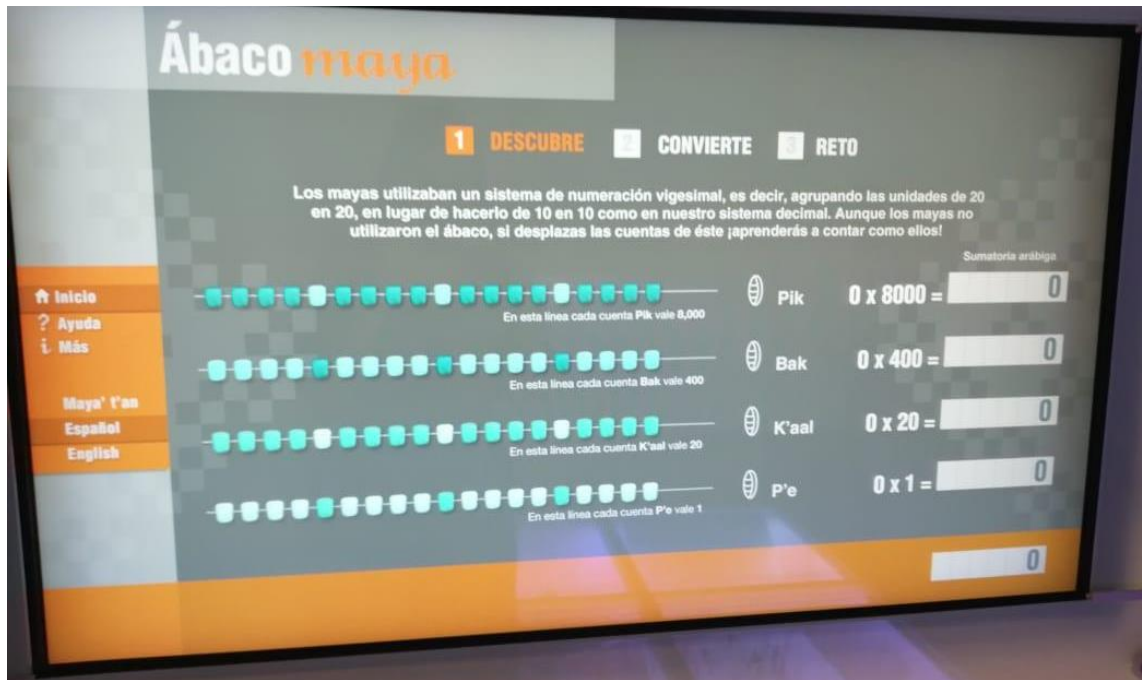 Ábaco maya
1 DESCUBRE 2 CONVIERTE 3 RETO
Los mayas utilizaban un sistema de numeración vigesimal, es decir, agrupando las unidades de 20
en 20, en lugar de hacerlo de 10 en 10 como en nuestro sistema decimal. Aunque los mayas no
utilizaron el ábaco, si desplazas las cuentas de éste ¡aprenderás a contar como ellos!
Sumatoria arábiga
Inicio
? Ayuda
i Más
Maya' t'an
Español
English
Pik 0 x 8000 = 0
En esta línea cada cuenta Pik vale 8,000
Bak 0 x 400 = 0
En esta línea cada cuenta Bak vale 400
K'aal 0 x 20 = 0
En esta línea cada cuenta K'aal vale 20
P'e 0 x 1 = 0
En esta línea cada cuenta P'e vale 1
0